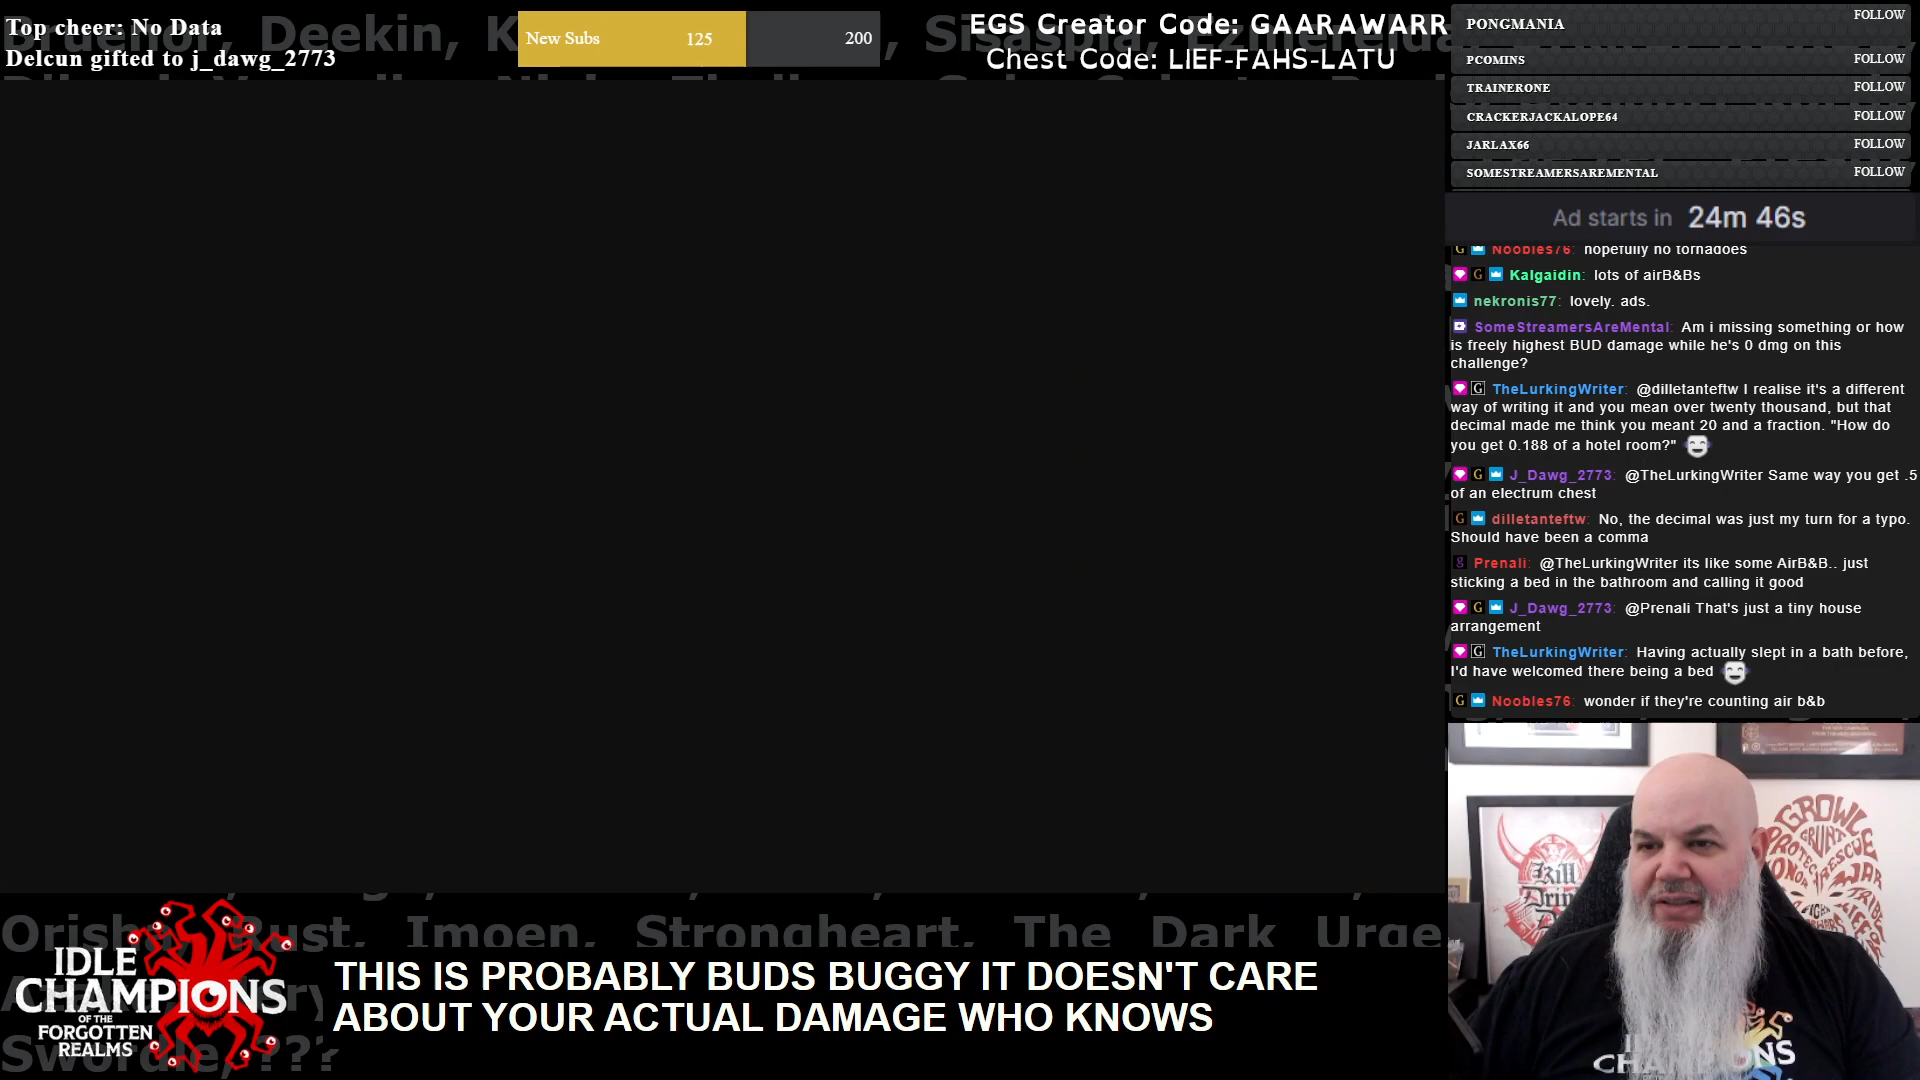 Top cheer: No Data
Delcun gifted to j_dawg_2773
New Subs 125 200
EGS Creator Code: GAARAWARR
Chest Code: LIEF-FAHS-LATU
PONGMANIA FOLLOW
PCOMINS FOLLOW
TRAINERONE FOLLOW
CRACKERJACKALOPE64 FOLLOW
JARLAX66 FOLLOW
SOMESTREAMERSAREMENTAL FOLLOW
Ad starts in 24m 46s
Noobles76: hopefully no tornadoes
Kalgaidin: lots of airB&Bs
nekronis77: lovely. ads.
SomeStreamersAreMental: Am i missing something or how
is freely highest BUD damage while he's 0 dmg on this
challenge?
TheLurkingWriter: @dilletanteftw I realise it's a different
way of writing it and you mean over twenty thousand, but that
decimal made me think you meant 20 and a fraction. "How do
you get 0.188 of a hotel room?"
J_Dawg_2773: @TheLurkingWriter Same way you get .5
of an electrum chest
dilletanteftw: No, the decimal was just my turn for a typo.
Should have been a comma
Prenali: @TheLurkingWriter its like some AirB&B.. just
sticking a bed in the bathroom and calling it good
J_Dawg_2773: @Prenali That's just a tiny house
arrangement
TheLurkingWriter: Having actually slept in a bath before,
I'd have welcomed there being a bed
Noobles76: wonder if they're counting air b&b
Imoen, Strongheart, The Dark Urge,
IDLE
CHAMPIONS
OF THE
FORGOTTEN
REALMS
THIS IS PROBABLY BUDS BUGGY IT DOESN'T CARE
ABOUT YOUR ACTUAL DAMAGE WHO KNOWS
???
GROWL
GRUNT
PROTECT
RESCUE
WAR
TRIBE